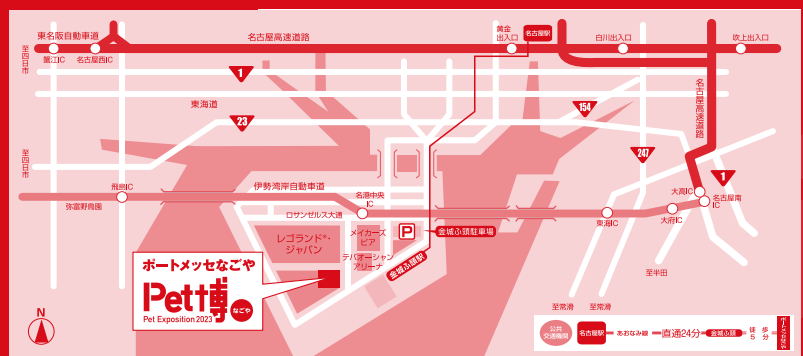 東名阪自動車道
名古屋高速道路
黄金
出入口
名古屋駅
白川出入口
吹上出入口
至四日市
蟹江IC
名古屋西IC
1
東海道
23
154
247
名古屋高速道路
1
至四日市
飛島IC
弥富野鳥園
伊勢湾岸自動車道
名港中央
IC
ロサンゼルス大通
レゴランド®・
ジャパン
メイカーズ
ピア
テバオーシャン
アリーナ
P
金城ふ頭駐車場
金城ふ頭駅
大高IC
名古屋南
IC
大府IC
東海IC
至半田
至常滑
至常滑
ポートメッセなごや
Pet博
なごや
Pet Exposition 2023
N
公共
交通機関
名古屋駅
あおなみ線
直通24分
金城ふ頭
徒歩
5分
ポートメッセなごや